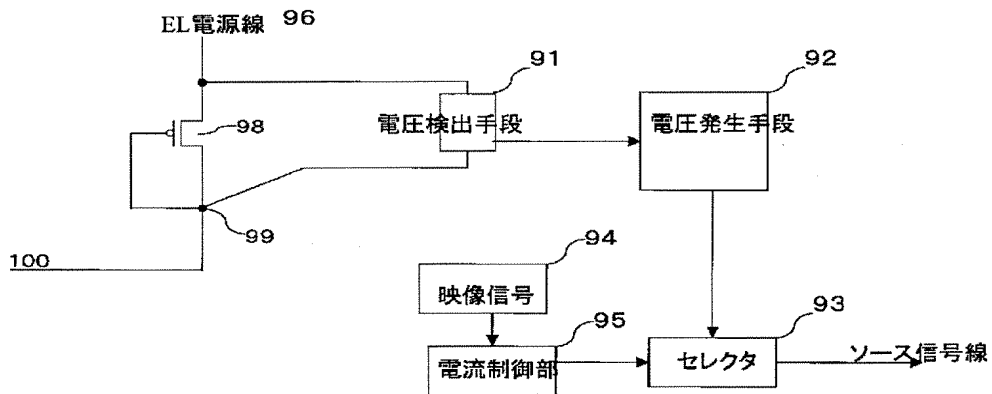 EL電源線 96
91
92
電圧検出手段
電圧発生手段
98
99
100
94
映像信号
95
93
電流制御部
セレクタ
ソース信号線